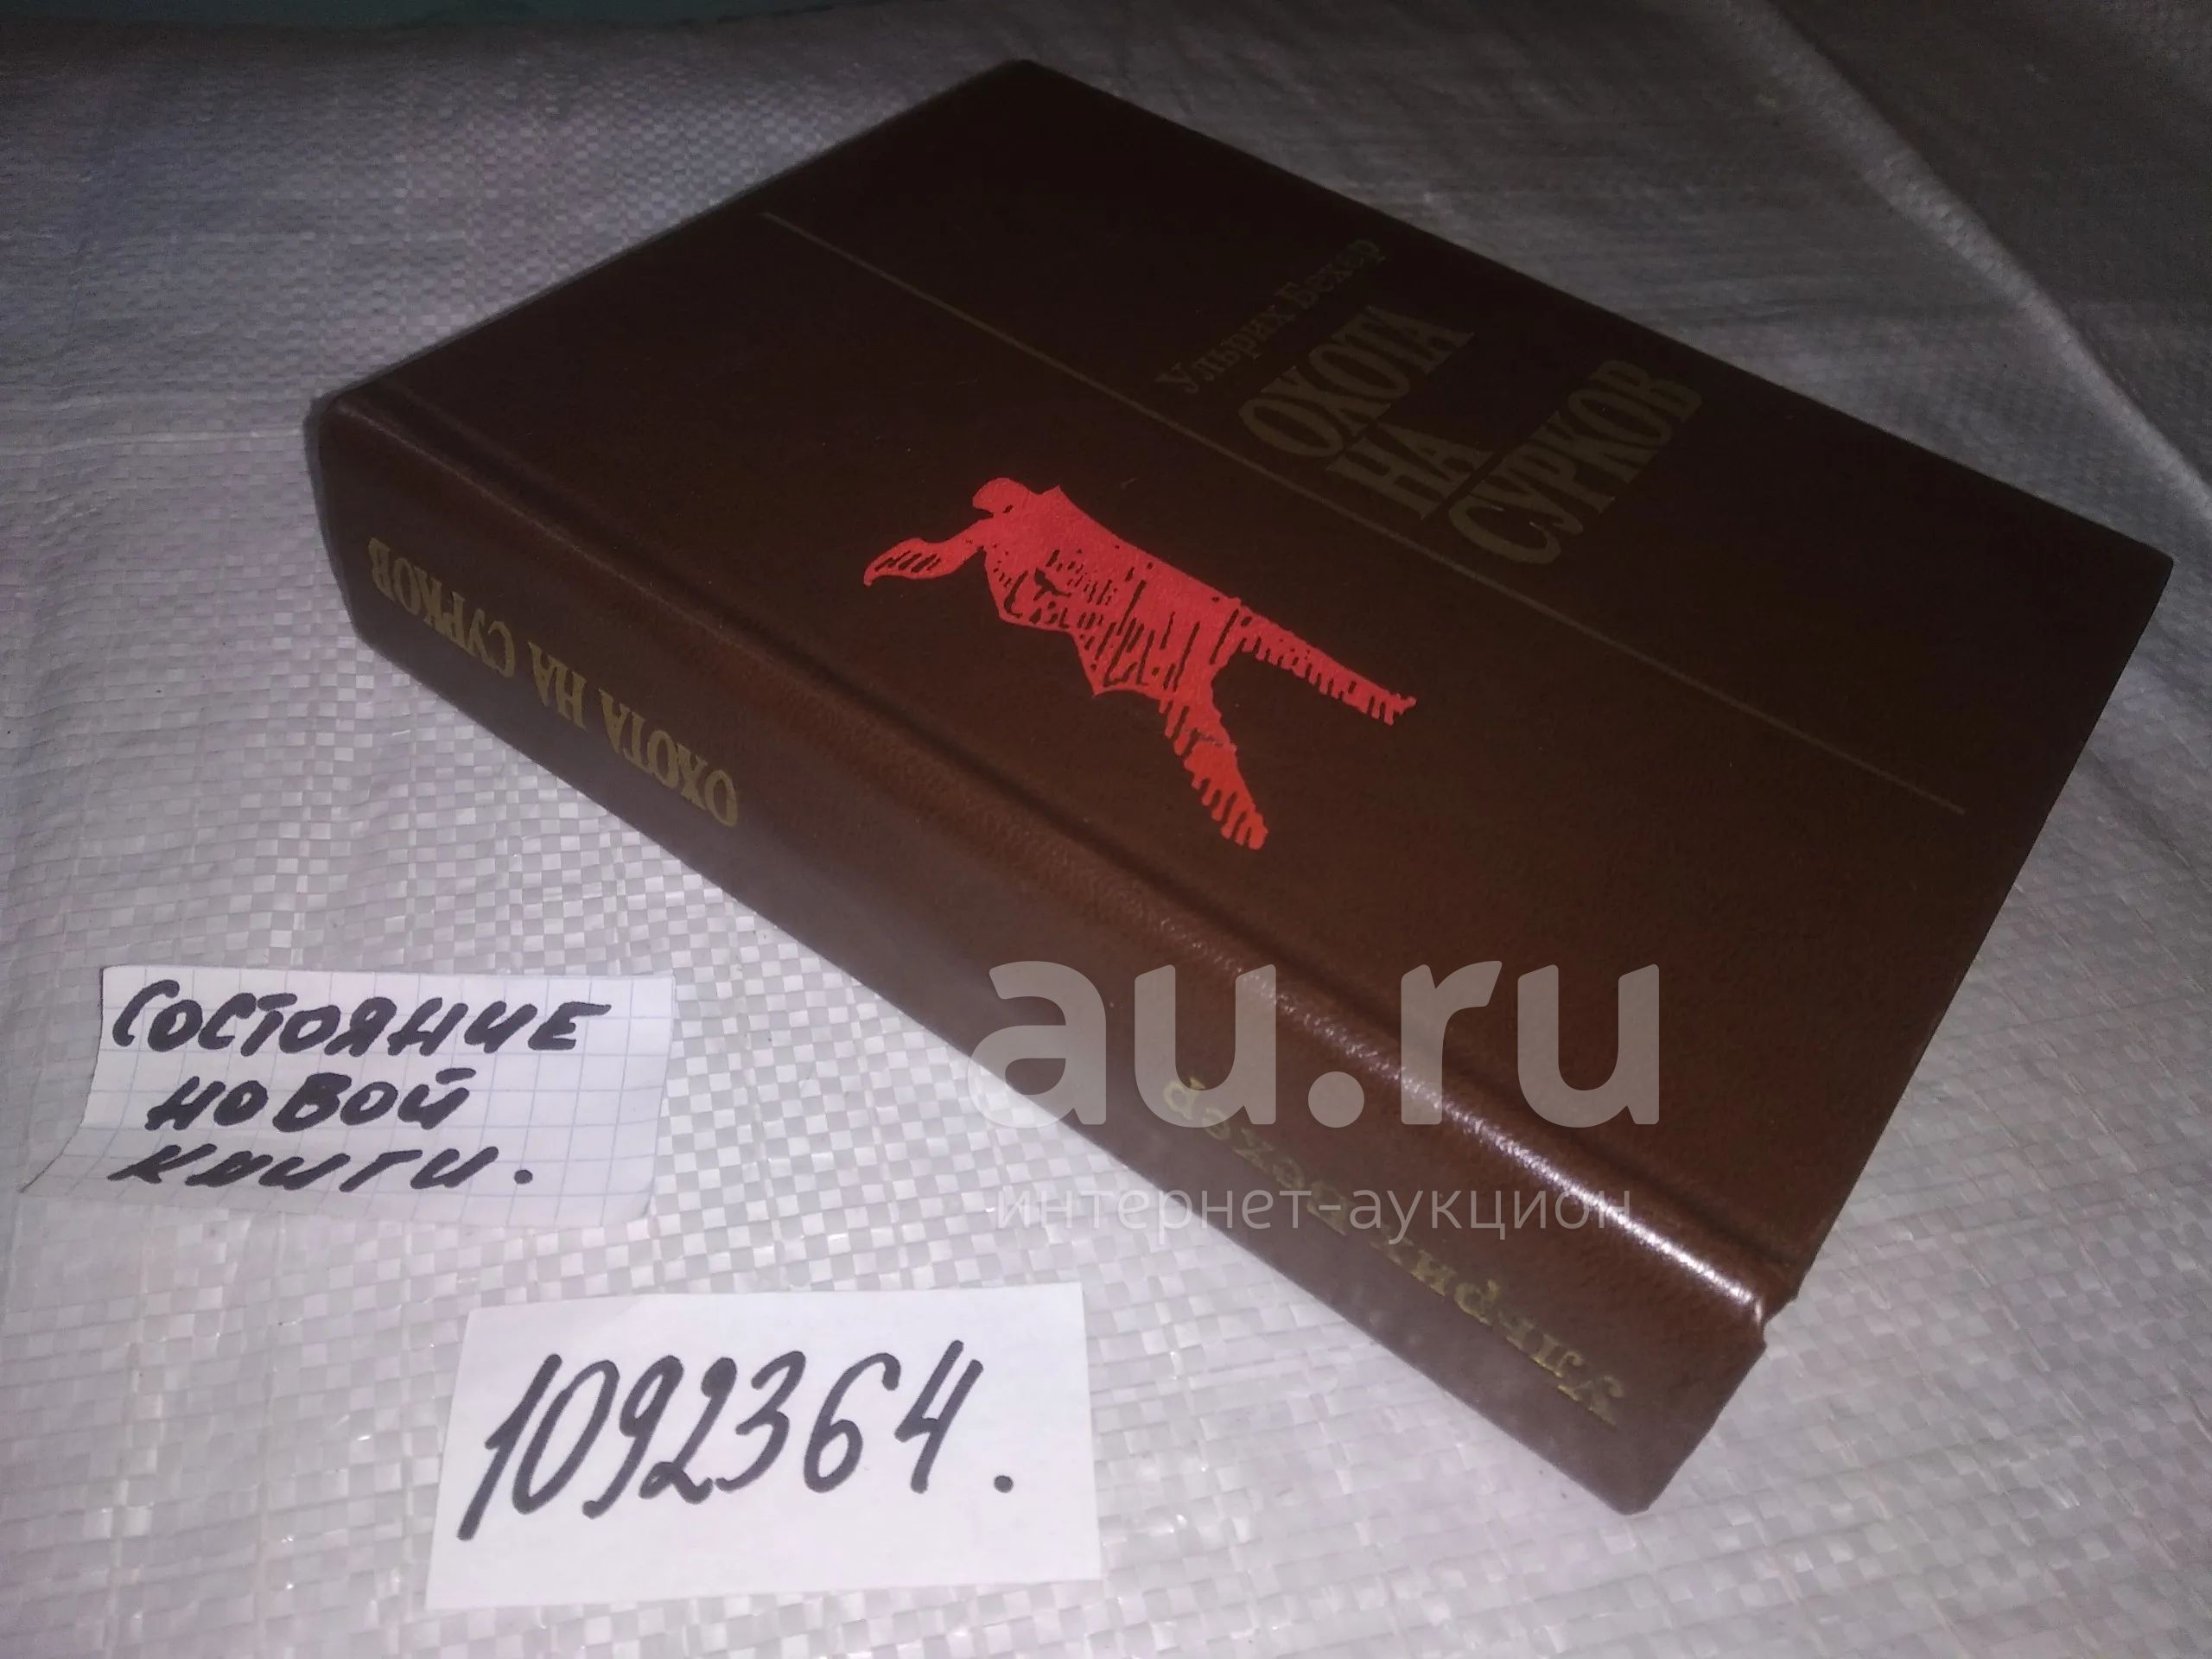 Ульрих Бехер
ОХОТА
НА
СУРКОВ
ОХОТА НА СУРКОВ
Ульрих Бехер
au.ru
интернет-аукцион
СОСТОЯНИЕ
НОВОЙ
КНИГИ.
1092364.